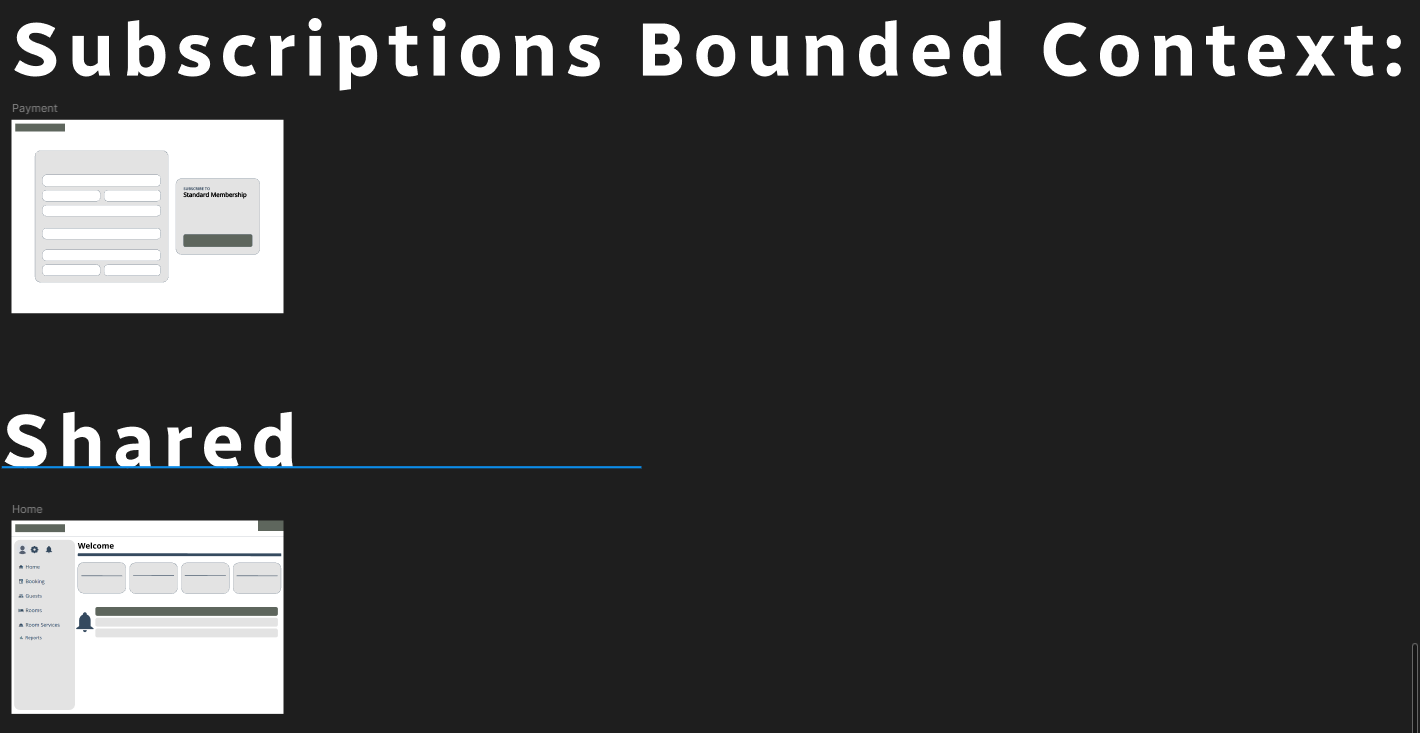 Subscriptions Bounded Context:
Payment
SUBSCRIBE TO
Standard Membership
Shared
Home
Welcome
Home
Booking
Guests
Rooms
Room Services
Reports